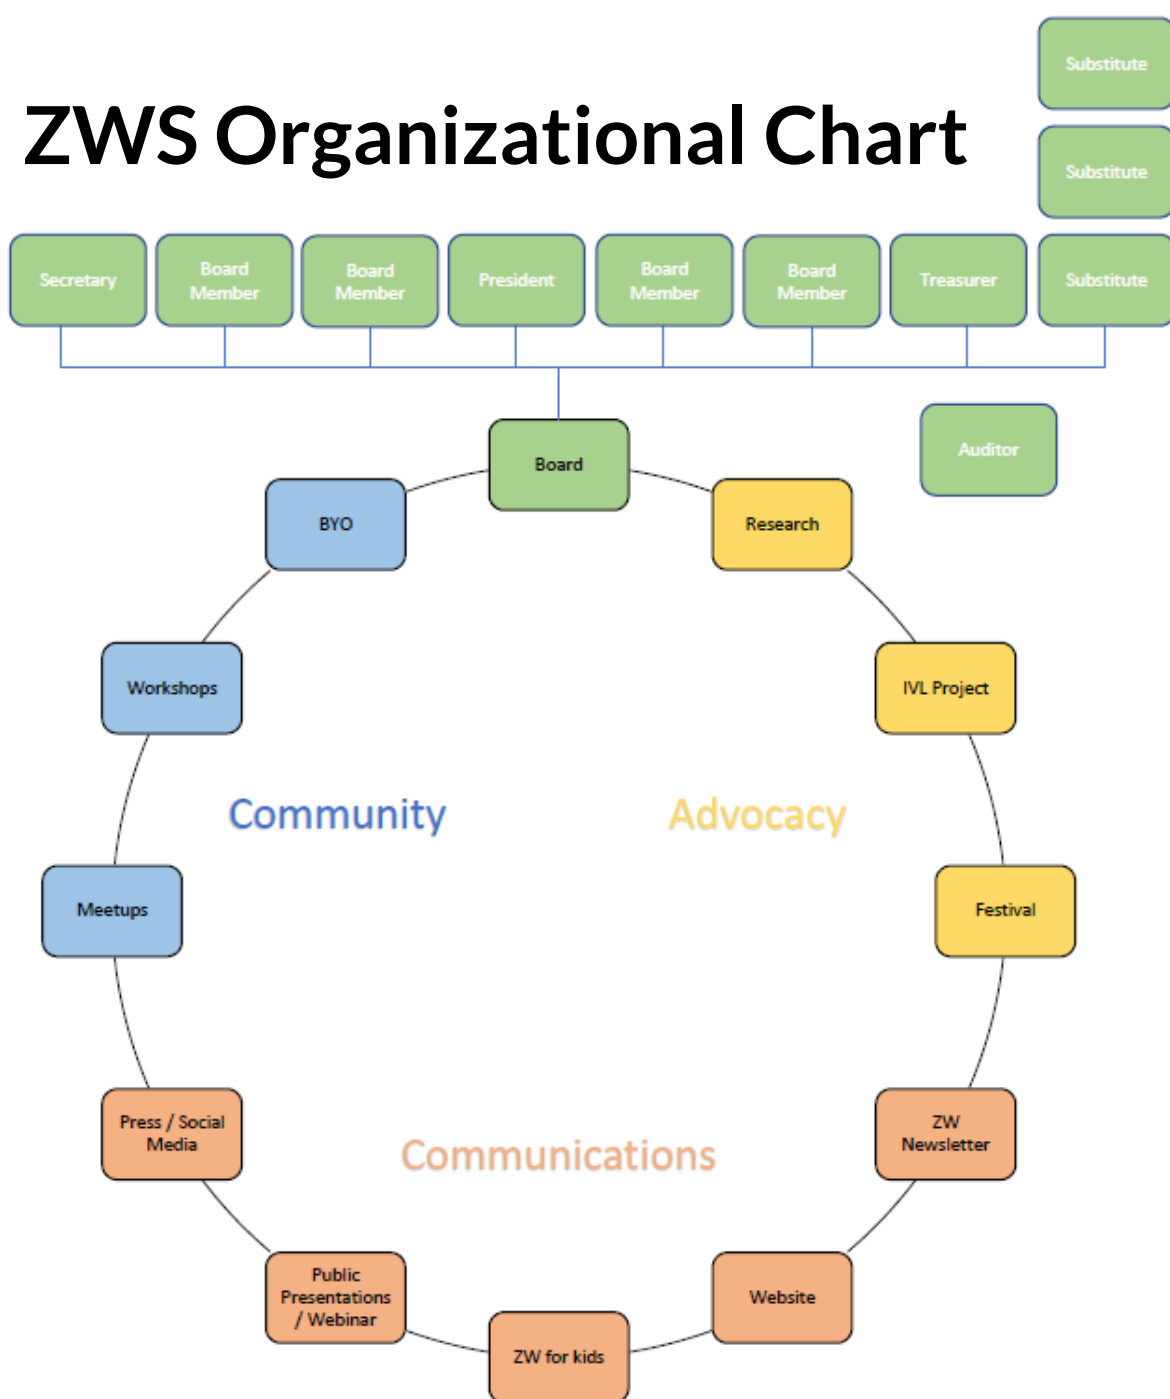 Substitute
ZWS Organizational Chart
Substitute
Secretary
Board
Member
Board
Member
President
Board
Member
Board
Member
Treasurer
Substitute
Auditor
Board
BYO
Research
Workshops
IVL Project
Community
Advocacy
Meetups
Festival
Press / Social
Media
ZW
Newsletter
Communications
Public
Presentations
/ Webinar
Website
ZW for kids